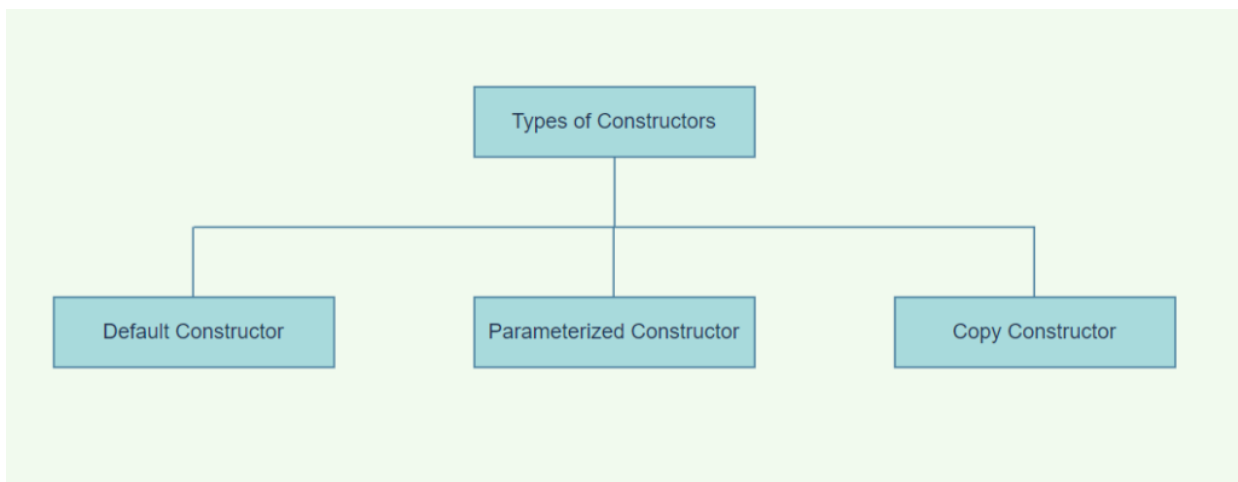 Types of Constructors
Default Constructor
Parameterized Constructor
Copy Constructor